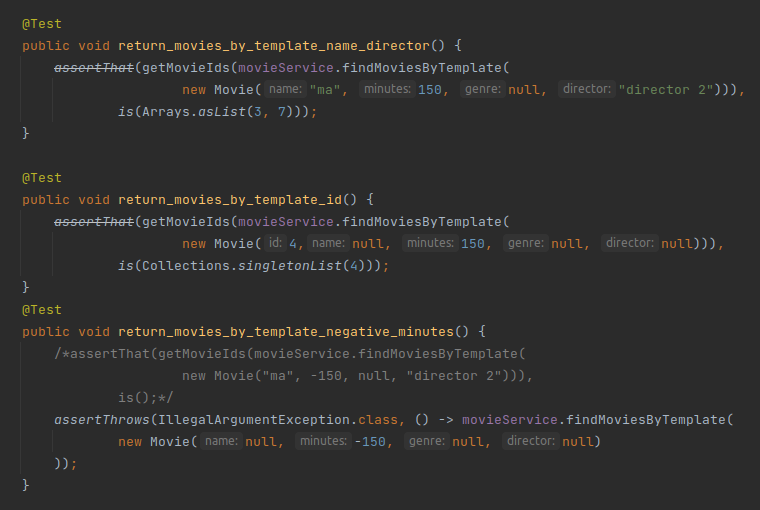 @Test
public void return_movies_by_template_name_director() {
assertThat(getMovieIds(movieService.findMoviesByTemplate(
new Movie( name: "ma", minutes: 150, genre: null, director: "director 2"))),
is(Arrays.asList(3, 7)));
}
@Test
public void return_movies_by_template_id() {
assertThat(getMovieIds(movieService.findMoviesByTemplate(
new Movie( id: 4, name: null, minutes: 150, genre: null, director: null))),
is(Collections.singletonList(4)));
}
@Test
public void return_movies_by_template_negative_minutes() {
/*assertThat(getMovieIds(movieService.findMoviesByTemplate(
new Movie("ma", -150, null, "director 2"))),
is();*/
assertThrows(IllegalArgumentException.class, () -> movieService.findMoviesByTemplate(
new Movie( name: null, minutes: -150, genre: null, director: null)
));
}